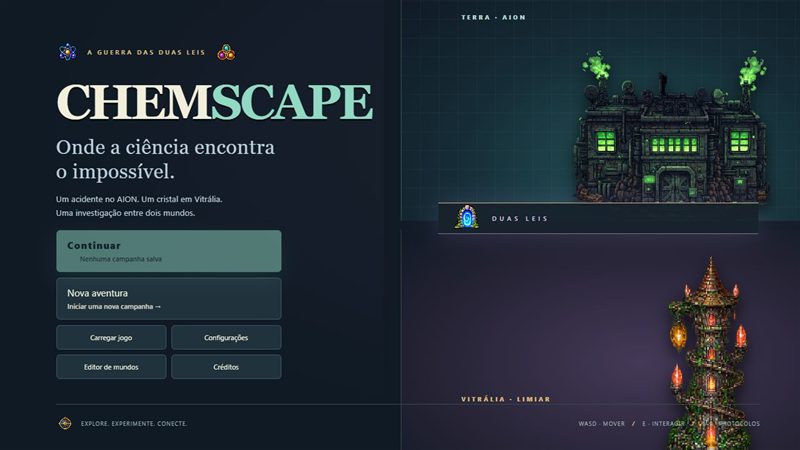 A GUERRA DAS DUAS LEIS
CHEMSCAPE
Onde a ciência encontra
o impossível.
Um acidente no AION. Um cristal em Vitrália.
Uma investigação entre dois mundos.
Continuar
Nenhuma campanha salva
Nova aventura
Iniciar uma nova campanha →
Carregar jogo
Configurações
Editor de mundos
Créditos
EXPLORE. EXPERIMENTE. CONECTE.
TERRA · AION
DUAS LEIS
VITRÁLIA · LIMIAR
WASD · MOVER / E · INTERAGIR / PROTOCOLOS